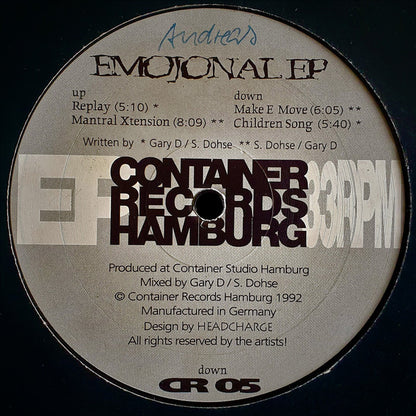 Andreas
EMOJONAL EP
up
Replay (5:10) *
Mantral Xtension (8:09) **
down
Make E Move (6:05) **
Children Song (5:40) *
Written by * Gary D / S. Dohse ** S. Dohse / Gary D
EP
CONTAINER
RECORDS
HAMBURG
33RPM
Produced at Container Studio Hamburg
Mixed by Gary D / S. Dohse
© Container Records Hamburg 1992
Manufactured in Germany
Design by HEADCHARGE
All rights reserved by the artists!
down
CR 05